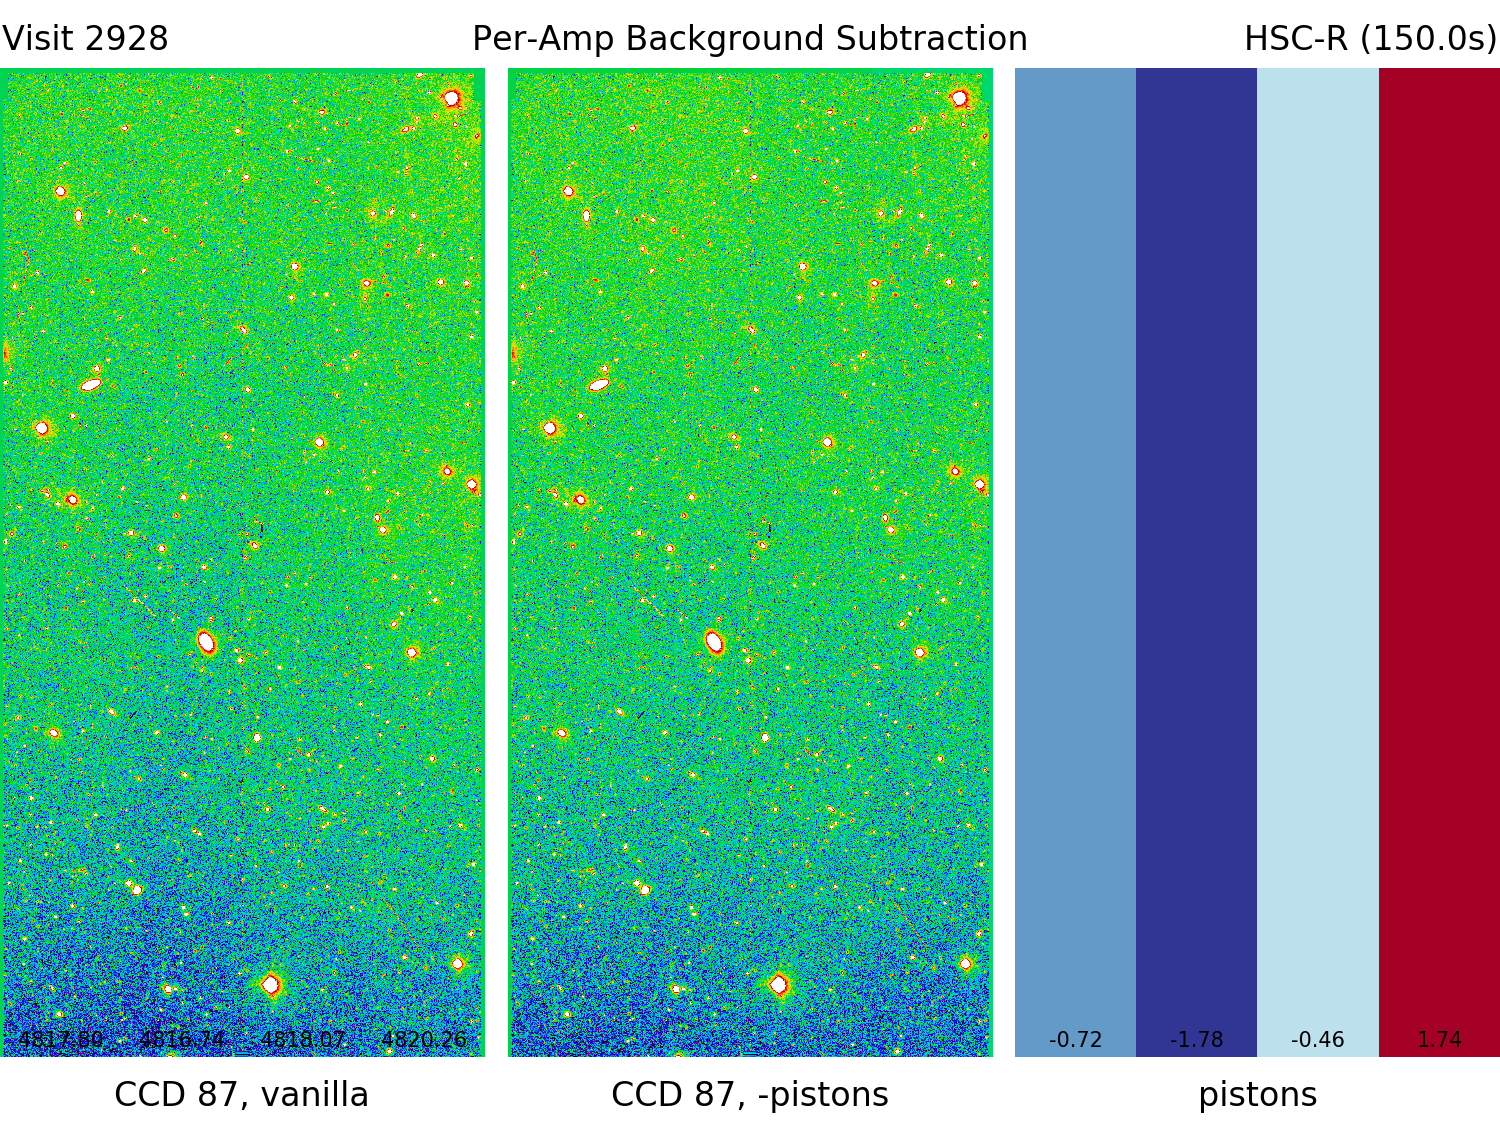 Visit 2928 Per-Amp Background Subtraction HSC-R (150.0s)
4817.80 4816.74 4818.07 4820.26 -0.72 -1.78 -0.46 1.74
CCD 87, vanilla CCD 87, -pistons pistons